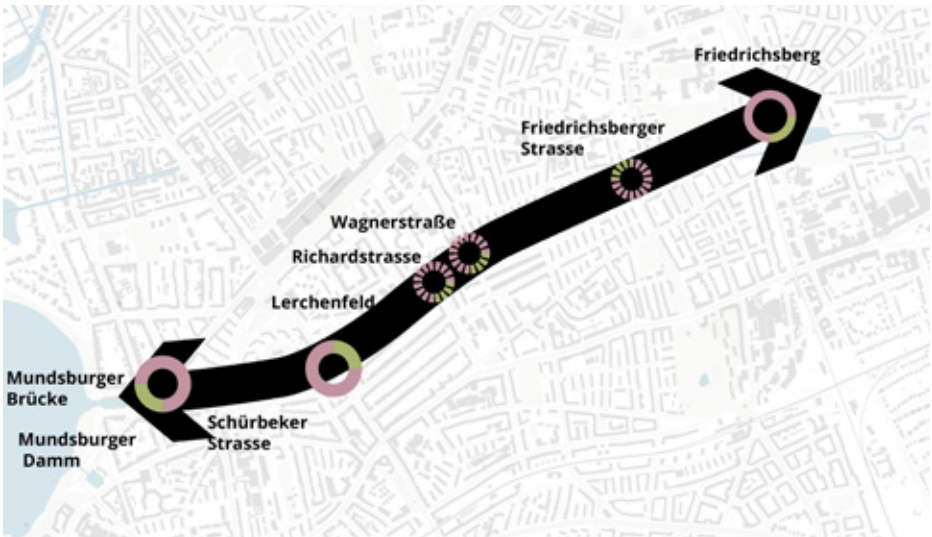 Friedrichsberg
Friedrichsberger
Strasse
Wagnerstraße
Richardstrasse
Lerchenfeld
Mundsburger
Brücke
Schürbeker
Strasse
Mundsburger
Damm